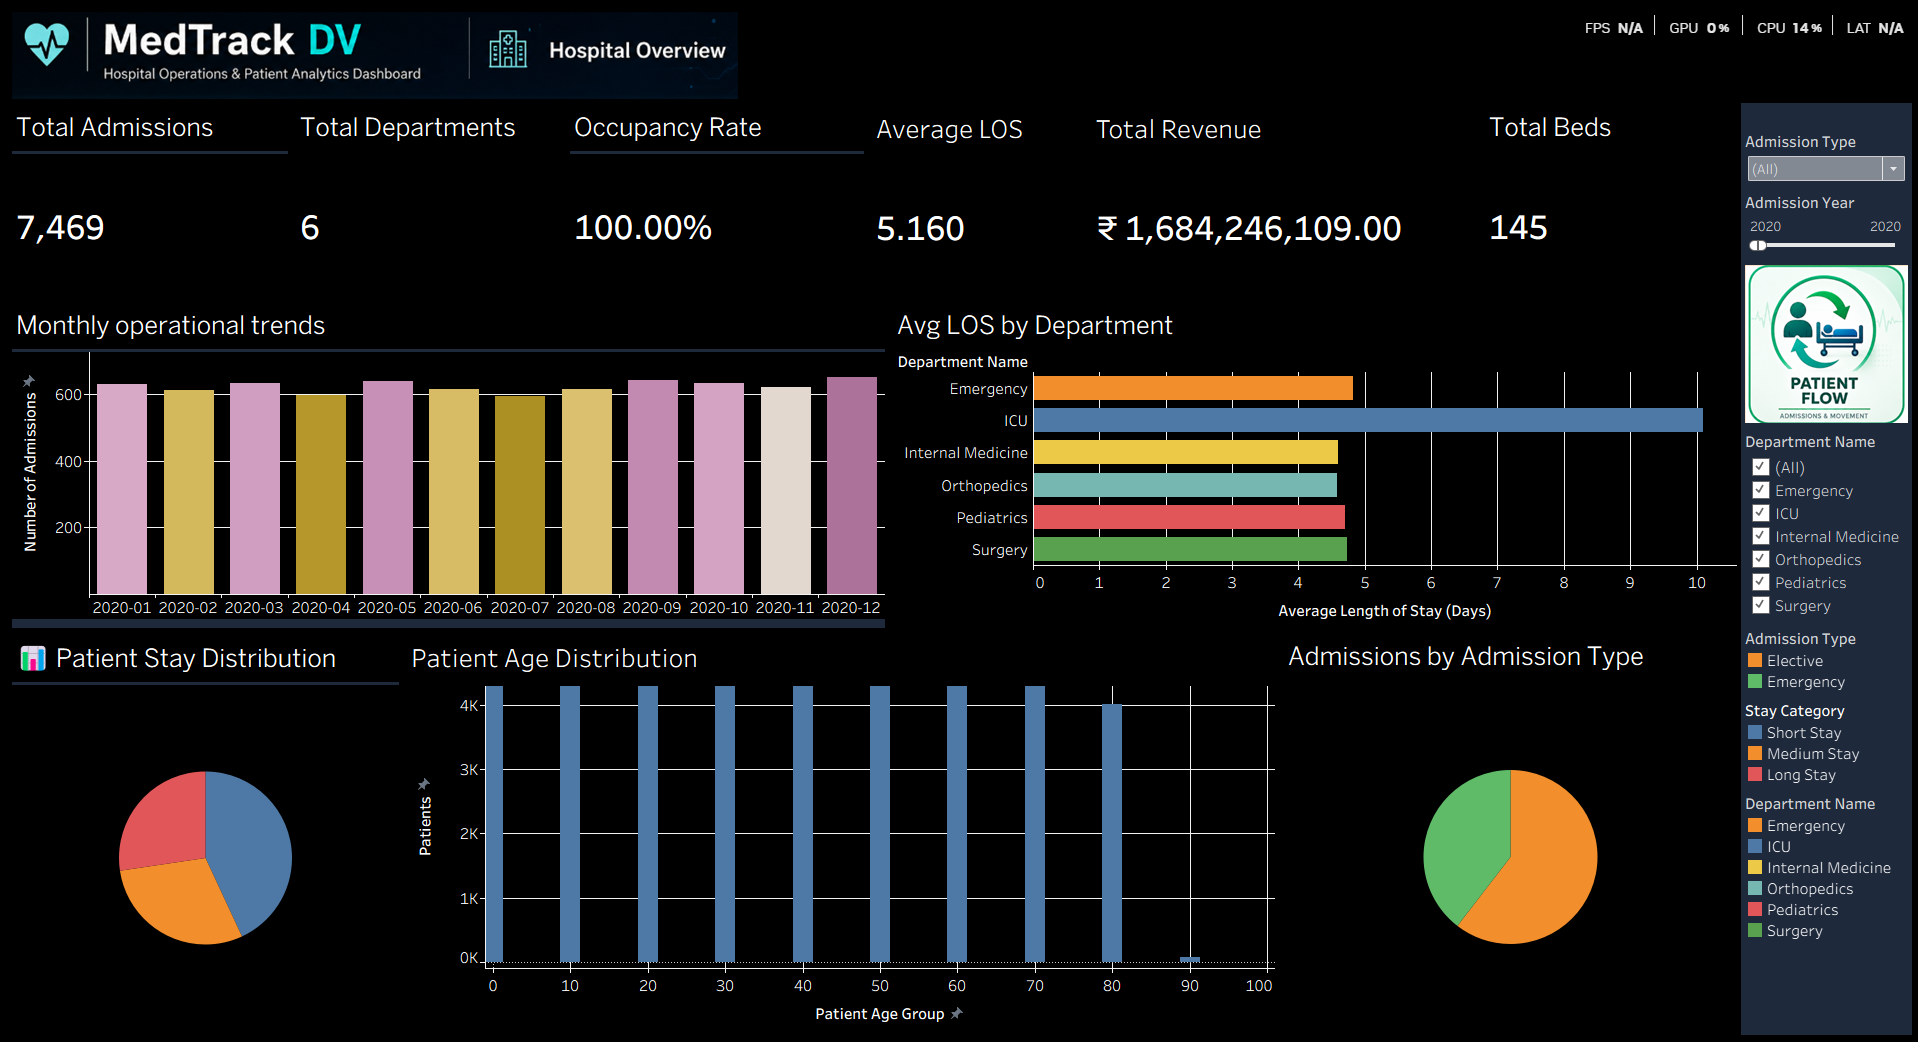 MedTrack DV
Hospital Operations & Patient Analytics Dashboard
Hospital Overview
FPS N/A GPU 0% CPU 14% LAT N/A
Total Admissions
7,469
Total Departments
6
Occupancy Rate
100.00%
Average LOS
5.160
Total Revenue
₹ 1,684,246,109.00
Total Beds
145
Monthly operational trends
Number of Admissions
600
400
200
2020-01 2020-02 2020-03 2020-04 2020-05 2020-06 2020-07 2020-08 2020-09 2020-10 2020-11 2020-12
Avg LOS by Department
Department Name
Emergency
ICU
Internal Medicine
Orthopedics
Pediatrics
Surgery
0 1 2 3 4 5 6 7 8 9 10
Average Length of Stay (Days)
Patient Stay Distribution
Patient Age Distribution
Patients
4K
3K
2K
1K
0K
0 10 20 30 40 50 60 70 80 90 100
Patient Age Group
Admissions by Admission Type
Admission Type
(All)
Admission Year
2020 2020
PATIENT
FLOW
ADMISSIONS & MOVEMENT
Department Name
(All)
Emergency
ICU
Internal Medicine
Orthopedics
Pediatrics
Surgery
Admission Type
Elective
Emergency
Stay Category
Short Stay
Medium Stay
Long Stay
Department Name
Emergency
ICU
Internal Medicine
Orthopedics
Pediatrics
Surgery